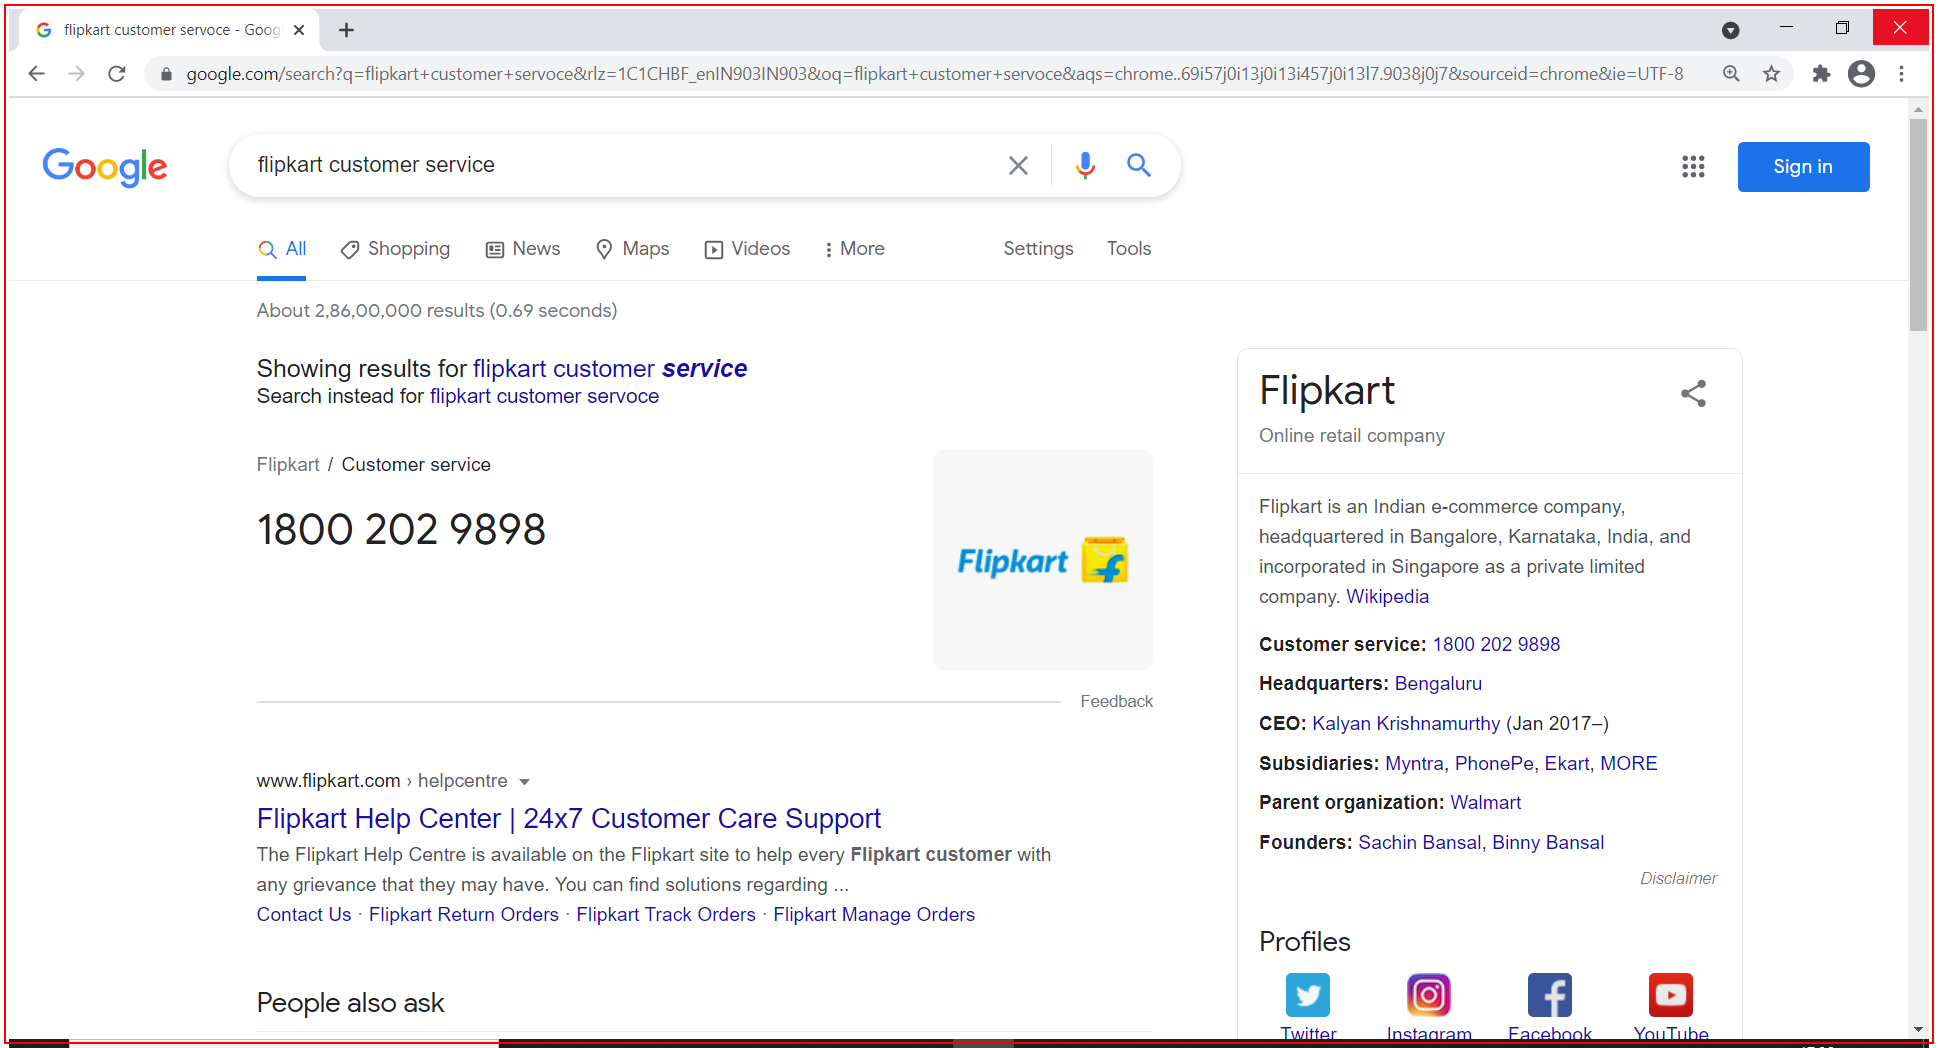 flipkart customer servoce - Goog
google.com/search?q=flipkart+customer+servoce&rlz=1C1CHBF_enIN903IN903&oq=flipkart+customer+servoce&aqs=chrome..69i57j0i13j0i13i457j0i13l7.9038j0j7&sourceid=chrome&ie=UTF-8
Google
flipkart customer service
Sign in
All
Shopping
News
Maps
Videos
More
Settings
Tools
About 2,86,00,000 results (0.69 seconds)
Showing results for flipkart customer service
Search instead for flipkart customer servoce
Flipkart / Customer service
1800 202 9898
Flipkart
Feedback
www.flipkart.com › helpcentre
Flipkart Help Center | 24x7 Customer Care Support
The Flipkart Help Centre is available on the Flipkart site to help every Flipkart customer with
any grievance that they may have. You can find solutions regarding ...
Contact Us · Flipkart Return Orders · Flipkart Track Orders · Flipkart Manage Orders
People also ask
Flipkart
Online retail company
Flipkart is an Indian e-commerce company,
headquartered in Bangalore, Karnataka, India, and
incorporated in Singapore as a private limited
company. Wikipedia
Customer service: 1800 202 9898
Headquarters: Bengaluru
CEO: Kalyan Krishnamurthy (Jan 2017–)
Subsidiaries: Myntra, PhonePe, Ekart, MORE
Parent organization: Walmart
Founders: Sachin Bansal, Binny Bansal
Disclaimer
Profiles
Twitter
Instagram
Facebook
YouTube